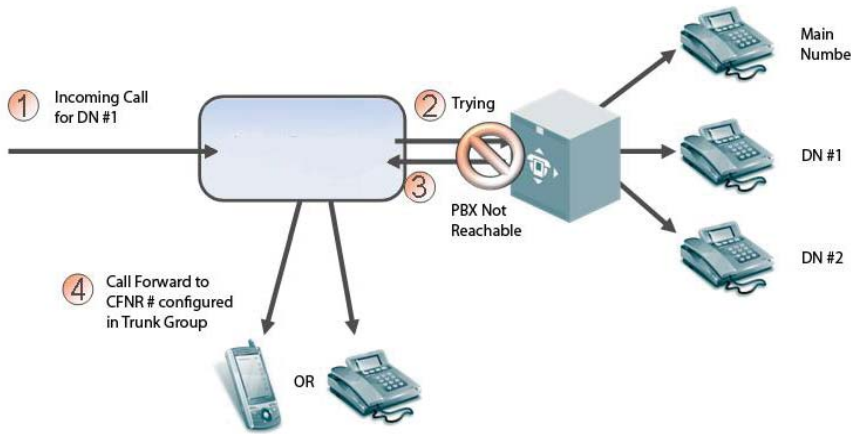 1
Incoming Call
for DN #1
2
Trying
3
PBX Not
Reachable
Main
Numbe
DN #1
DN #2
4
Call Forward to
CFNR # configured
in Trunk Group
OR